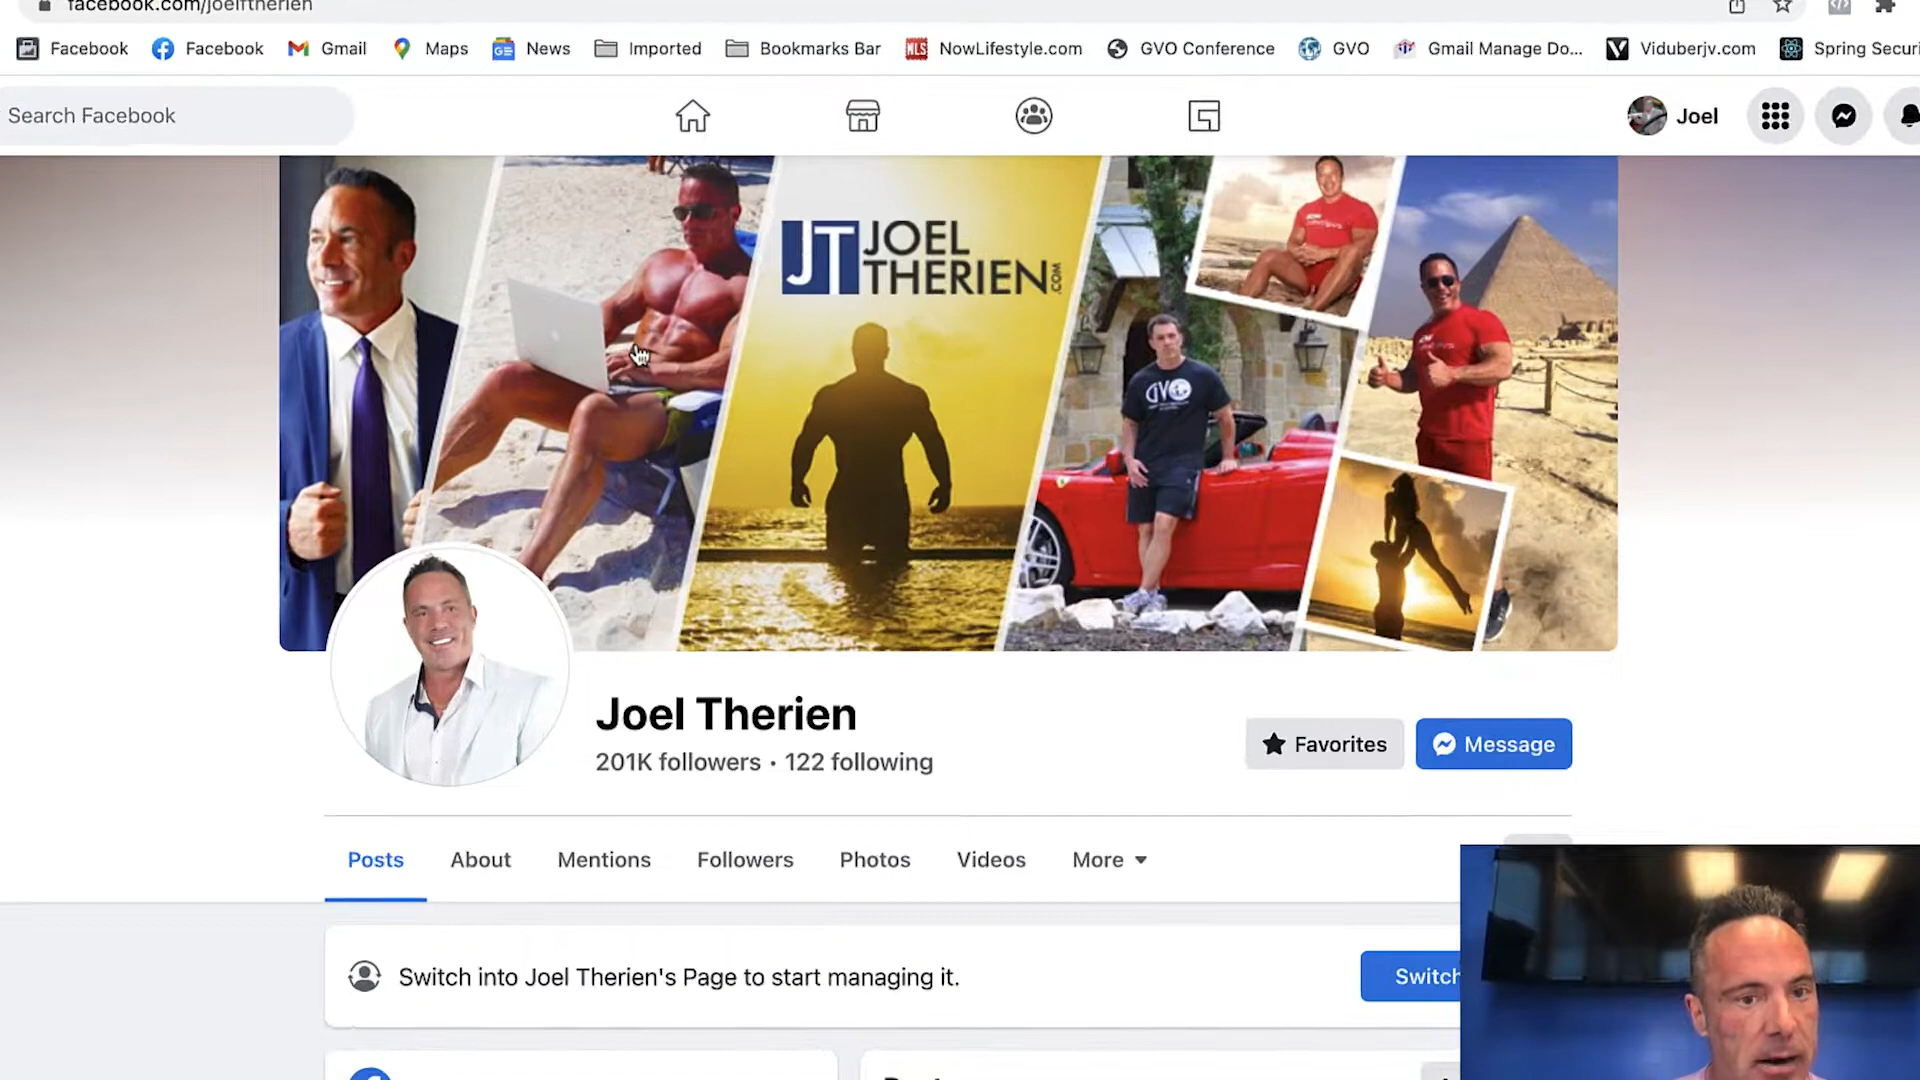 facebook.com/joelftherien
Facebook Facebook Gmail Maps News Imported Bookmarks Bar NowLifestyle.com GVO Conference GVO Gmail Manage Do... Viduberjv.com Spring Securi
Search Facebook
Joel
JT JOEL THERIEN.COM
GVO
Joel Therien
201K followers · 122 following
Favorites
Message
Posts About Mentions Followers Photos Videos More
Switch into Joel Therien's Page to start managing it.
Switch